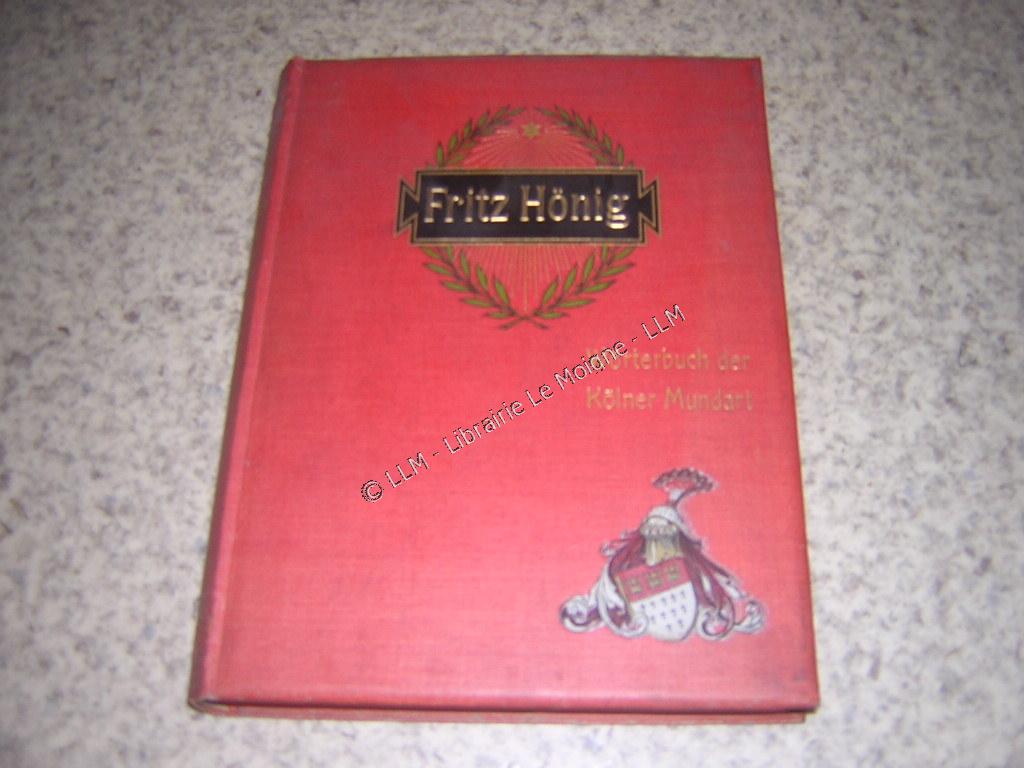 Fritz Hönig
Wörterbuch der
Kölner Mundart
© LLM - Librairie Le Moigne - LLM